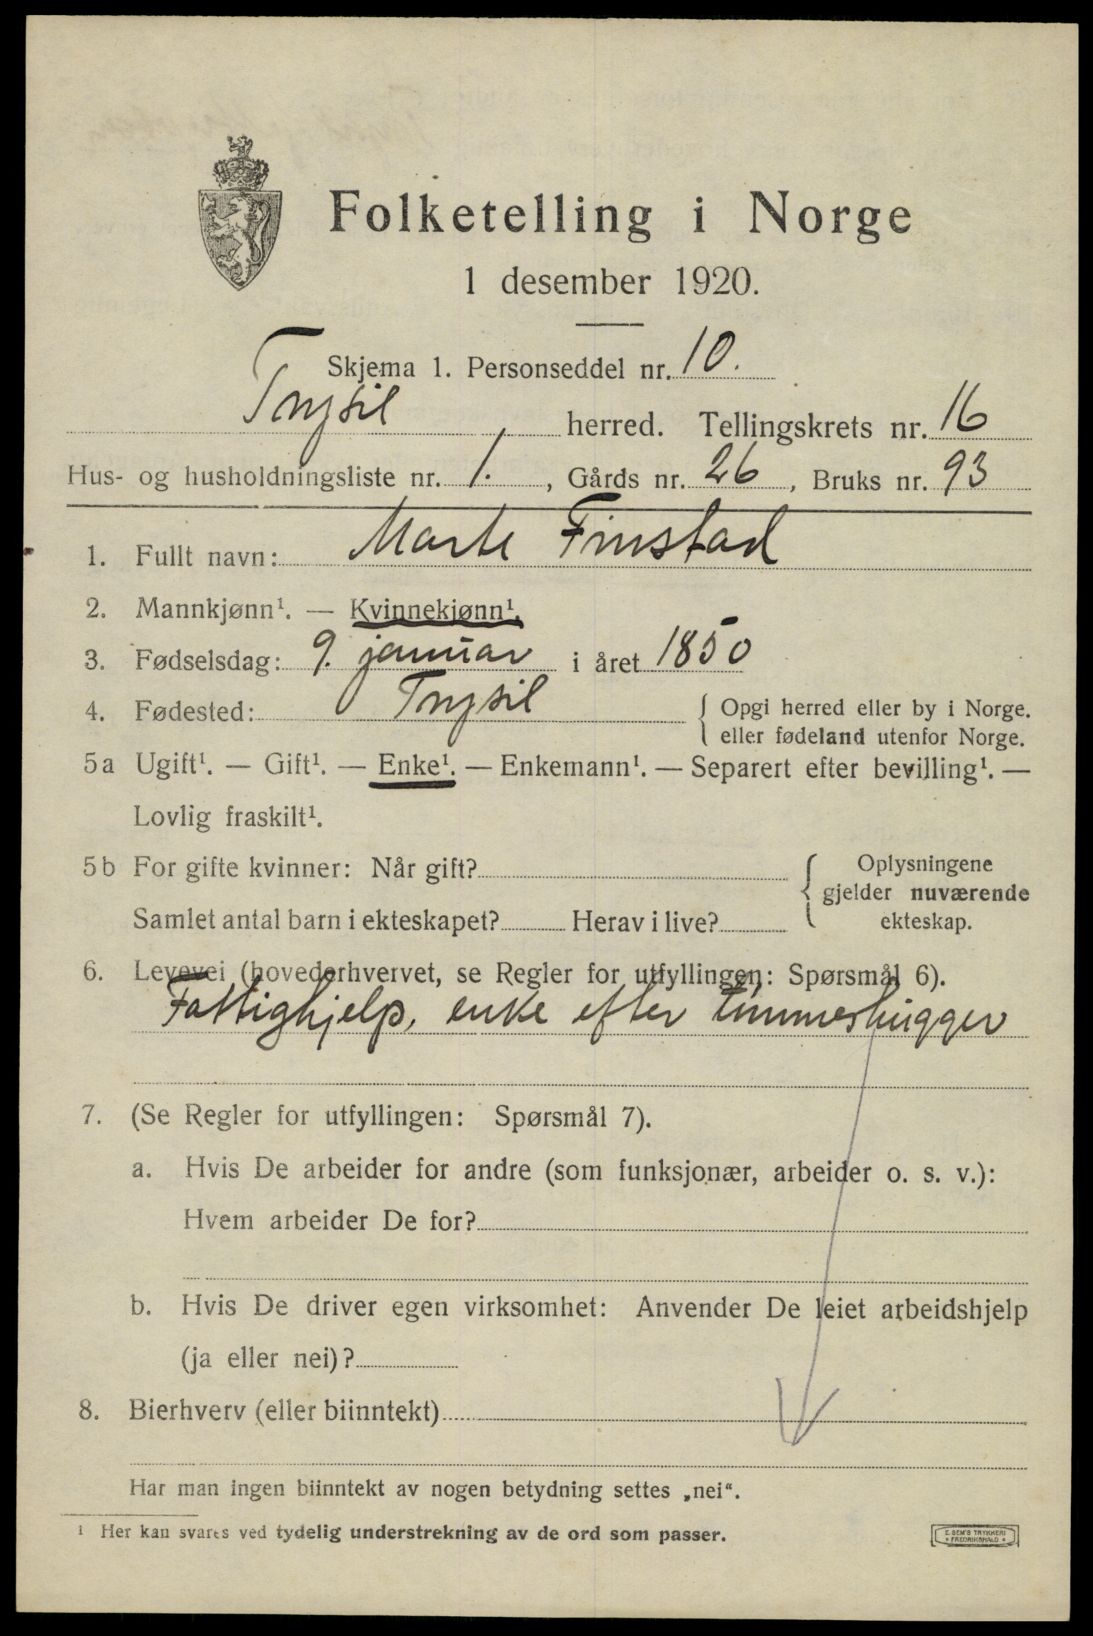 Folketelling i Norge
1 desember 1920.
Skjema 1. Personseddel nr. 10.
Trysil herred. Tellingskrets nr. 16
Hus- og husholdningsliste nr. 1., Gårds nr. 26, Bruks nr. 93
1. Fullt navn: Marte Finstad
2. Mannkjønn¹. — Kvinnekjønn¹.
3. Fødselsdag: 9. januar i året 1850
4. Fødested: Trysil { Opgi herred eller by i Norge.
eller fødeland utenfor Norge.
5a Ugift¹. — Gift¹. — Enke¹. — Enkemann¹. — Separert efter bevilling¹. —
Lovlig fraskilt¹.
5b For gifte kvinner: Når gift? { Oplysningene
gjelder nuværende
Samlet antal barn i ekteskapet? Herav i live? ekteskap.
6. Levevei (hovederhvervet, se Regler for utfyllingen: Spørsmål 6).
Fattighjelp, enke efter tømmerhugger
7. (Se Regler for utfyllingen: Spørsmål 7).
a. Hvis De arbeider for andre (som funksjonær, arbeider o. s. v.):
Hvem arbeider De for?
b. Hvis De driver egen virksomhet: Anvender De leiet arbeidshjelp
(ja eller nei)?
8. Bierhverv (eller biinntekt)
Har man ingen biinntekt av nogen betydning settes „nei“.
¹ Her kan svares ved tydelig understrekning av de ord som passer.
E. SEM'S TRYKKERI
FREDRIKSHALD